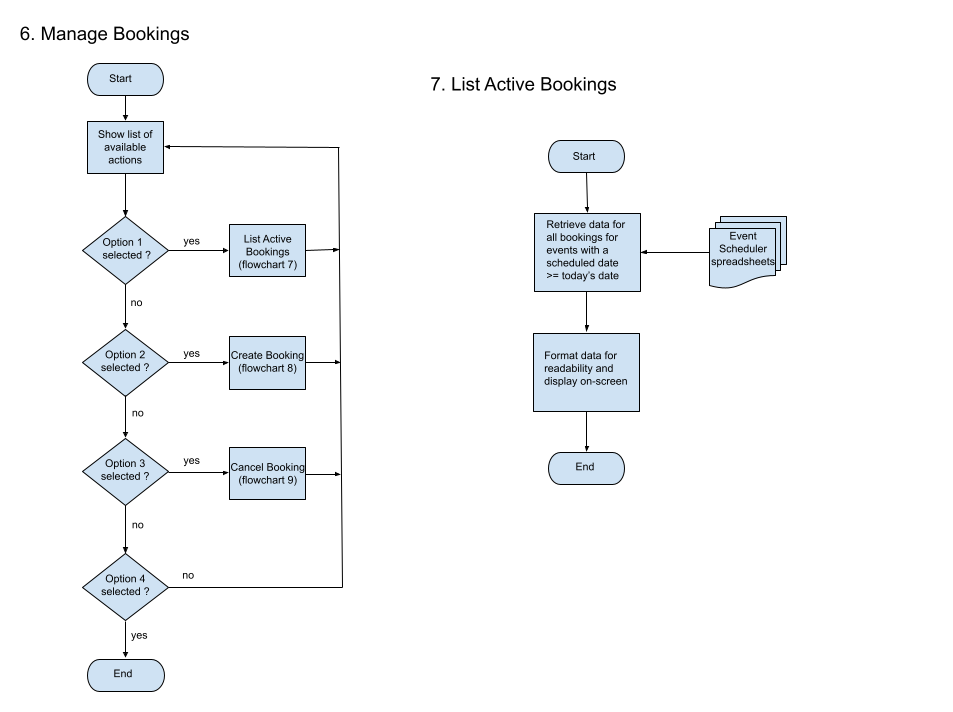 6. Manage Bookings
Start
Show list of
available
actions
Option 1
selected ?
yes
List Active
Bookings
(flowchart 7)
no
Option 2
selected ?
yes
Create Booking
(flowchart 8)
no
Option 3
selected ?
yes
Cancel Booking
(flowchart 9)
no
Option 4
selected ?
no
yes
End
7. List Active Bookings
Start
Retrieve data for
all bookings for
events with a
scheduled date
>= today's date
Event
Scheduler
spreadsheets
Format data for
readability and
display on-screen
End